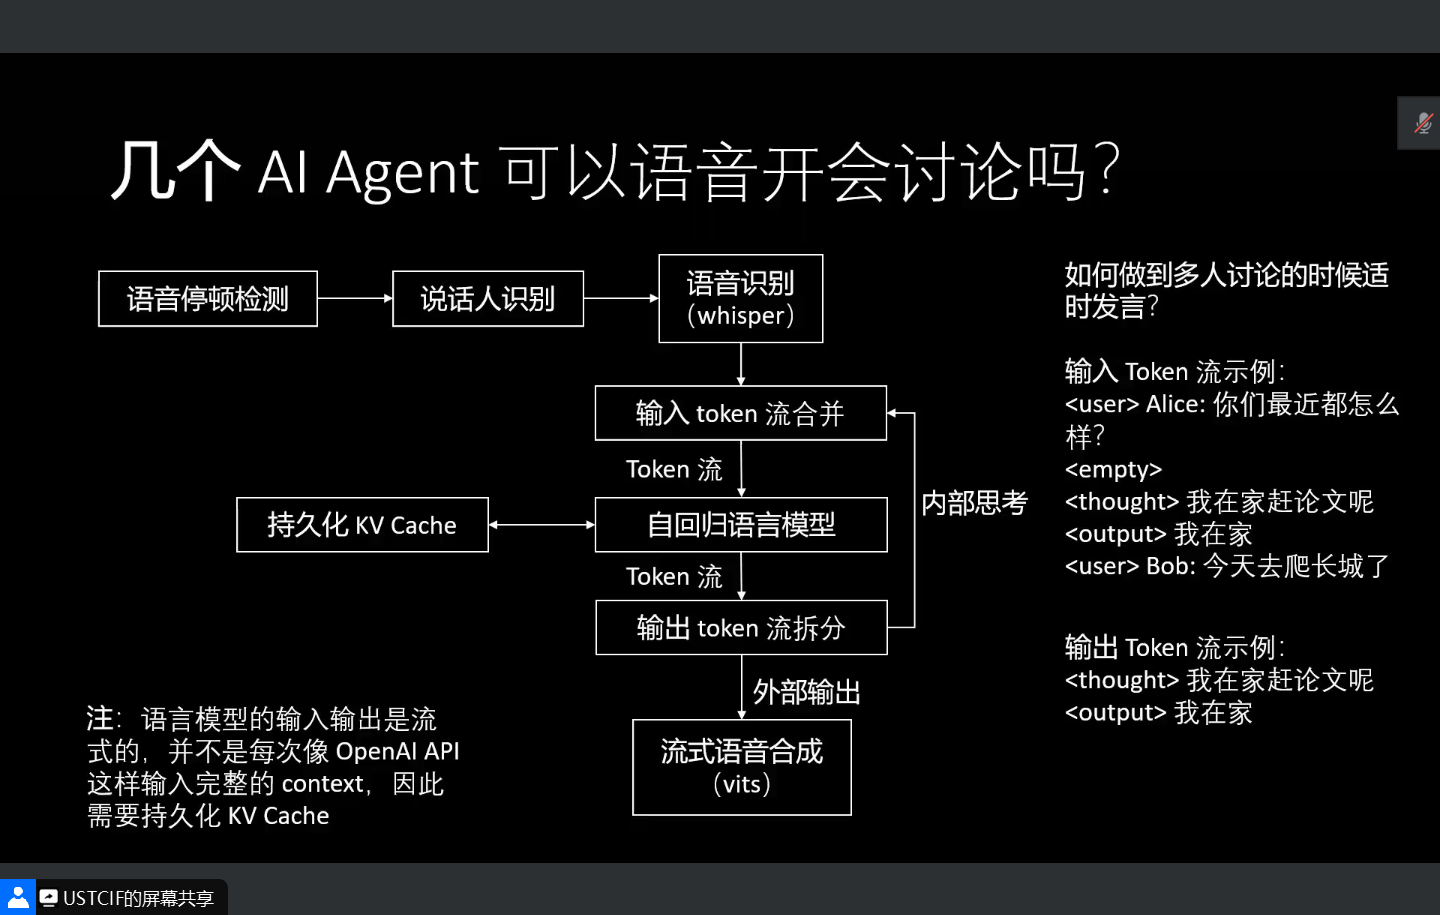 几个 AI Agent 可以语音开会讨论吗？
语音停顿检测
说话人识别
语音识别
（whisper）
输入 token 流合并
Token 流
持久化 KV Cache
自回归语言模型
内部思考
Token 流
输出 token 流拆分
外部输出
流式语音合成
（vits）
注：语言模型的输入输出是流
式的，并不是每次像 OpenAI API
这样输入完整的 context，因此
需要持久化 KV Cache
如何做到多人讨论的时候适
时发言？
输入 Token 流示例：
<user> Alice: 你们最近都怎么
样？
<empty>
<thought> 我在家赶论文呢
<output> 我在家
<user> Bob: 今天去爬长城了
输出 Token 流示例：
<thought> 我在家赶论文呢
<output> 我在家
USTCIF的屏幕共享